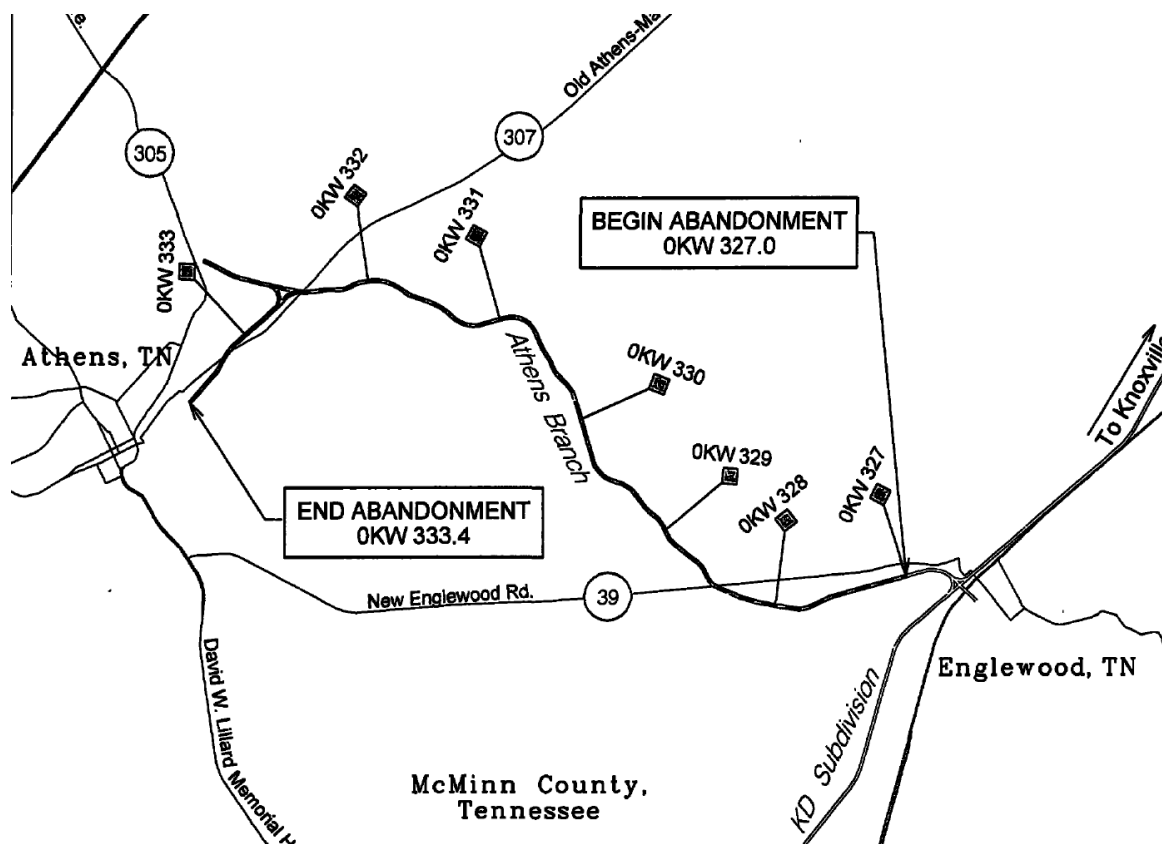 e.
Old Athens-Ma
307
305
0KW 332
0KW 331
BEGIN ABANDONMENT
0KW 327.0
0KW 333
Athens, TN
Athens Branch
0KW 330
To Knoxville
0KW 329
0KW 328
0KW 327
END ABANDONMENT
0KW 333.4
New Englewood Rd.
39
Englewood, TN
David W. Lillard Memorial H
KD Subdivision
McMinn County,
Tennessee